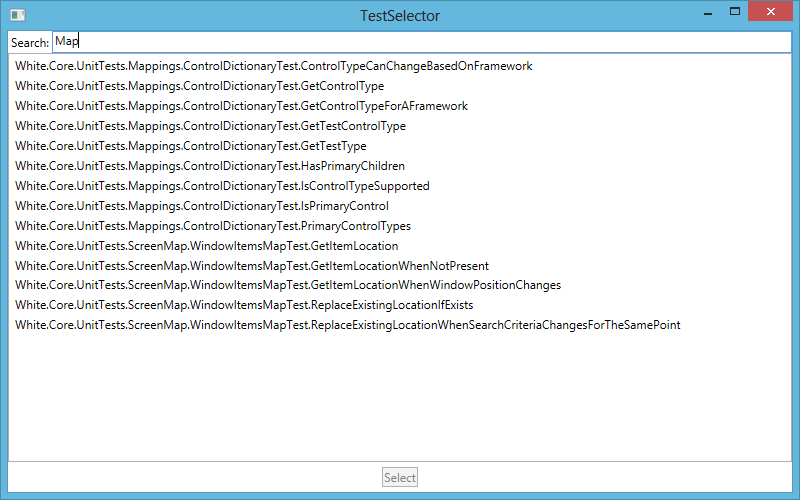 TestSelector
Search: Map
White.Core.UnitTests.Mappings.ControlDictionaryTest.ControlTypeCanChangeBasedOnFramework
White.Core.UnitTests.Mappings.ControlDictionaryTest.GetControlType
White.Core.UnitTests.Mappings.ControlDictionaryTest.GetControlTypeForAFramework
White.Core.UnitTests.Mappings.ControlDictionaryTest.GetTestControlType
White.Core.UnitTests.Mappings.ControlDictionaryTest.GetTestType
White.Core.UnitTests.Mappings.ControlDictionaryTest.HasPrimaryChildren
White.Core.UnitTests.Mappings.ControlDictionaryTest.IsControlTypeSupported
White.Core.UnitTests.Mappings.ControlDictionaryTest.IsPrimaryControl
White.Core.UnitTests.Mappings.ControlDictionaryTest.PrimaryControlTypes
White.Core.UnitTests.ScreenMap.WindowItemsMapTest.GetItemLocation
White.Core.UnitTests.ScreenMap.WindowItemsMapTest.GetItemLocationWhenNotPresent
White.Core.UnitTests.ScreenMap.WindowItemsMapTest.GetItemLocationWhenWindowPositionChanges
White.Core.UnitTests.ScreenMap.WindowItemsMapTest.ReplaceExistingLocationIfExists
White.Core.UnitTests.ScreenMap.WindowItemsMapTest.ReplaceExistingLocationWhenSearchCriteriaChangesForTheSamePoint
Select